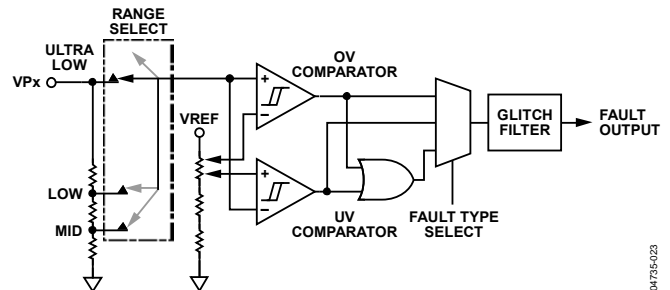 RANGE
SELECT
ULTRA
LOW
VPx
LOW
MID
VREF
+
–
+
–
OV
COMPARATOR
UV
COMPARATOR
FAULT TYPE
SELECT
GLITCH
FILTER
FAULT
OUTPUT
04735-023